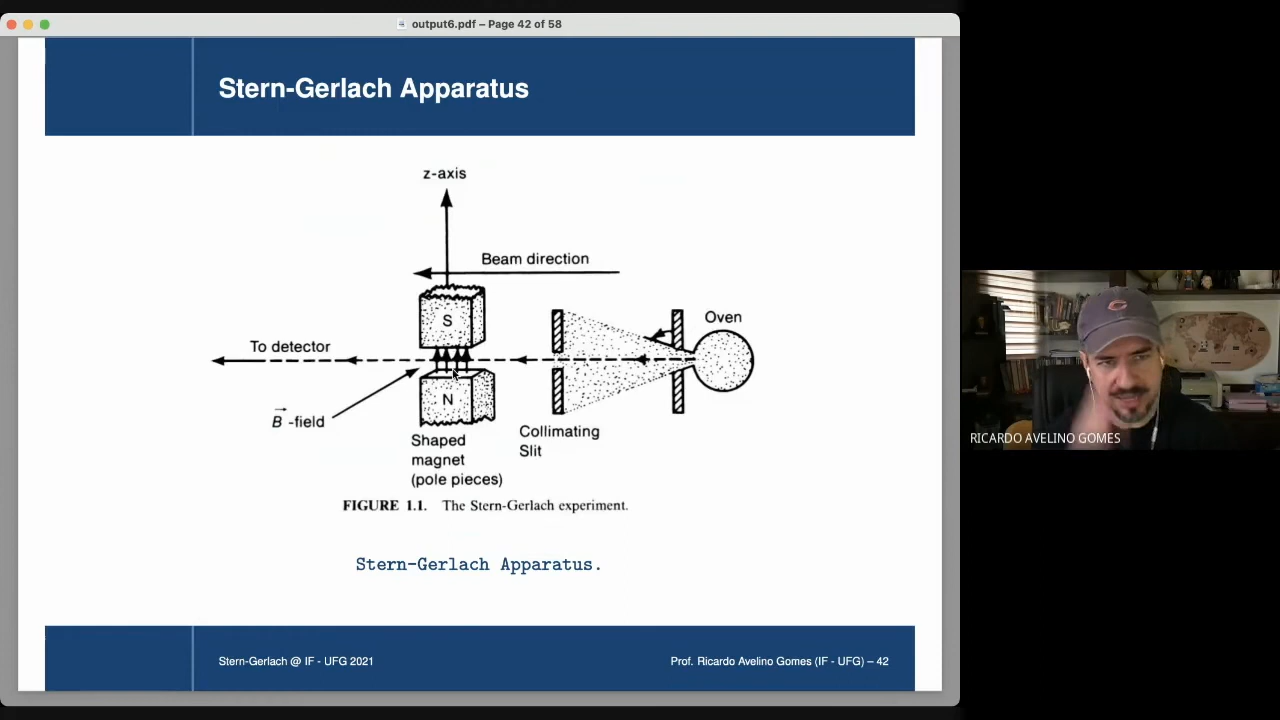 output6.pdf – Page 42 of 58
Stern-Gerlach Apparatus
z-axis
Beam direction
S
Oven
To detector
N
B -field
Collimating
Slit
Shaped
magnet
(pole pieces)
FIGURE 1.1. The Stern-Gerlach experiment.
Stern-Gerlach Apparatus.
Stern-Gerlach @ IF - UFG 2021
Prof. Ricardo Avelino Gomes (IF - UFG) – 42
RICARDO AVELINO GOMES